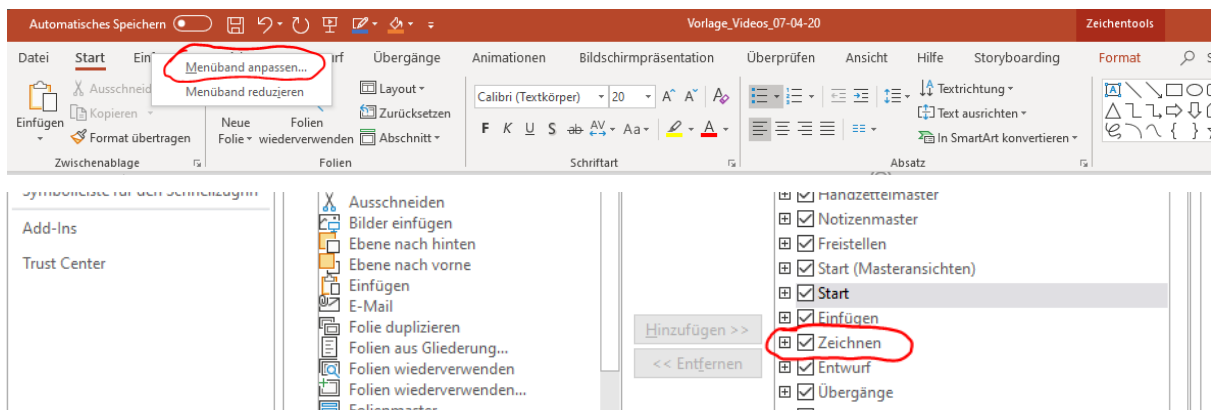 Automatisches Speichern Vorlage_Videos_07-04-20 Zeichentools
Datei Start Übergänge Animationen Bildschirmpräsentation Überprüfen Ansicht Hilfe Storyboarding Format
Menüband anpassen...
Menüband reduzieren
Einfügen
Kopieren
Format übertragen
Zwischenablage
Neue Folie
Folien wiederverwenden
Layout
Zurücksetzen
Abschnitt
Folien
Calibri (Textkörper) 20 A A A
F K U S ab AV Aa A
Schriftart
Textrichtung
Text ausrichten
In SmartArt konvertieren
Absatz
Add-Ins
Trust Center
Ausschneiden
Bilder einfügen
Ebene nach hinten
Ebene nach vorne
Einfügen
E-Mail
Folie duplizieren
Folien aus Gliederung...
Folien wiederverwenden
Folien wiederverwenden...
Folienmaster
Hinzufügen >>
<< Entfernen
Handzettelmaster
Notizenmaster
Freistellen
Start (Masteransichten)
Start
Einfügen
Zeichnen
Entwurf
Übergänge